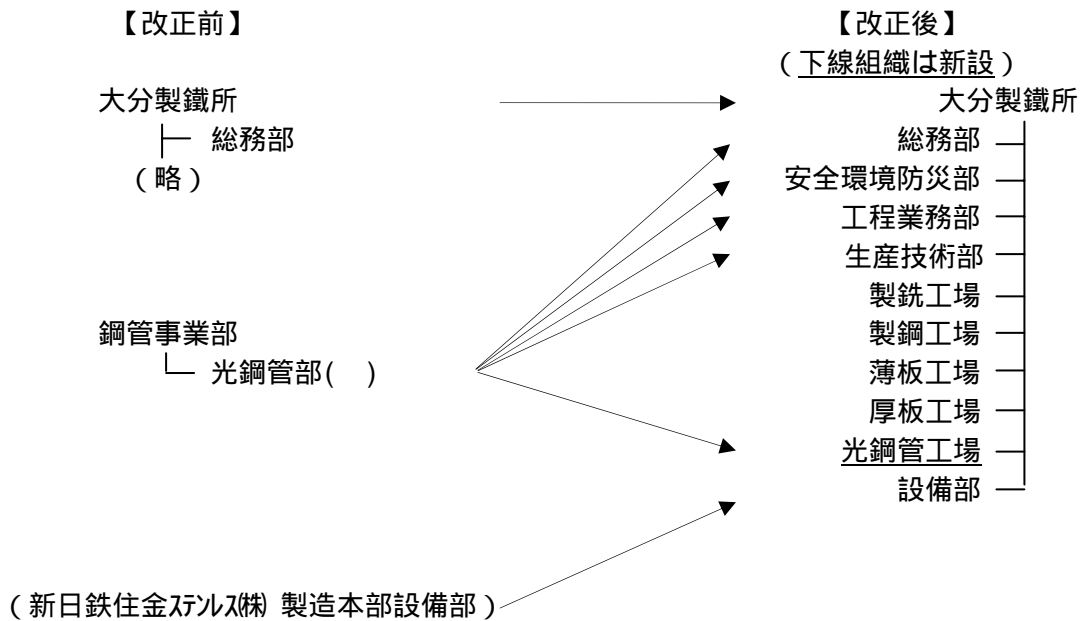 【改正前】
大分製鐵所
総務部
（略）
鋼管事業部
光鋼管部( )
（新日鉄住金ｽﾃﾝﾚｽ㈱ 製造本部設備部）
【改正後】
（下線組織は新設）
大分製鐵所
総務部
安全環境防災部
工程業務部
生産技術部
製銑工場
製鋼工場
薄板工場
厚板工場
光鋼管工場
設備部